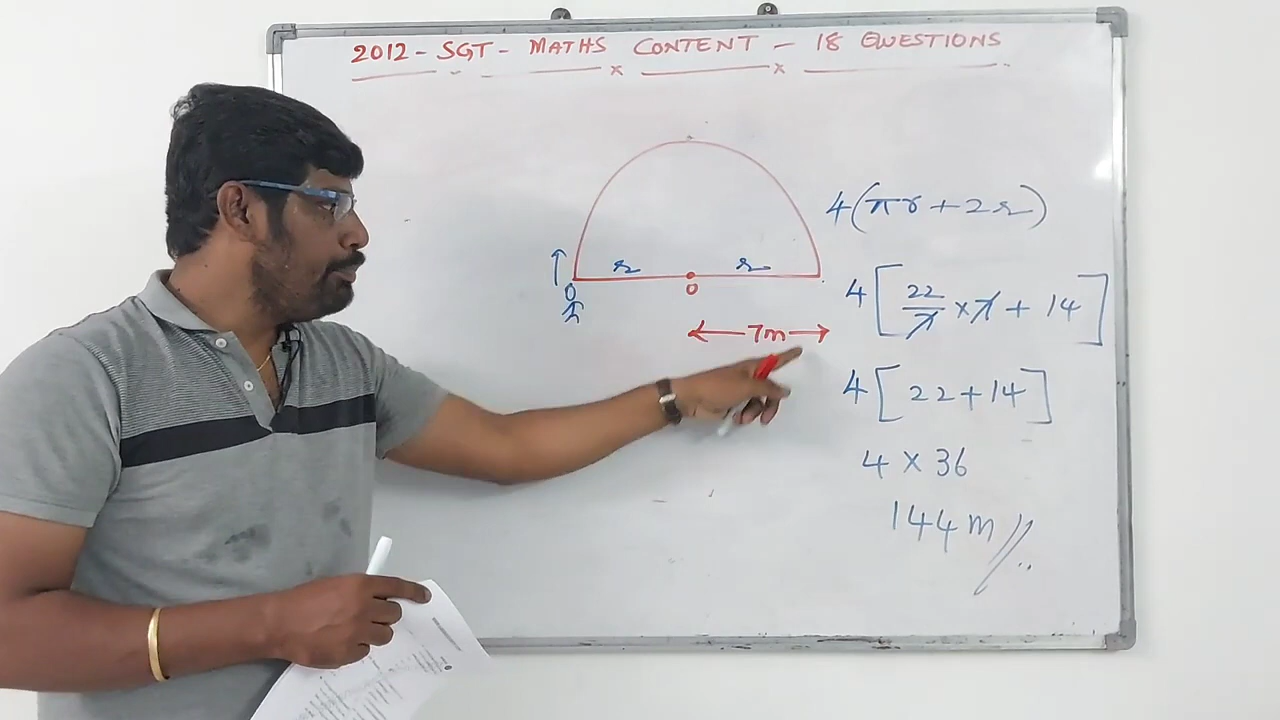 2012 - SGT - MATHS CONTENT - 18 QUESTIONS
4(πr + 2r)
r r
0
4[22/7 × 7 + 14]
7m
4[22 + 14]
4 × 36
144 m //..